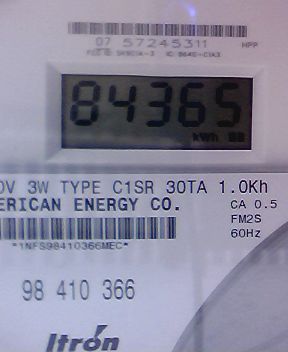 07 57245311 HPP
84365
kWh
0V 3W TYPE C1SR 30TA 1.0Kh
ERICAN ENERGY CO. CA 0.5
FM2S
60Hz
*1NFS98410366MEC*
98 410 366
Itron